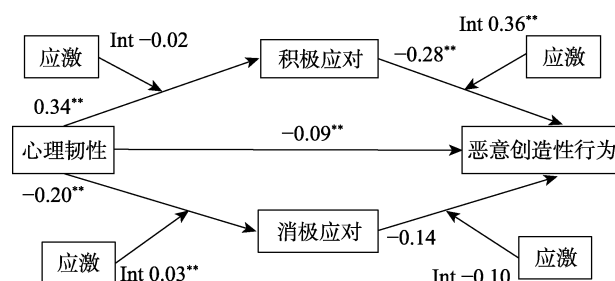 Int −0.02
Int 0.36**
应激
积极应对
−0.28**
应激
0.34**
心理韧性
−0.09**
恶意创造性行为
−0.20**
消极应对
−0.14
应激
Int 0.03**
Int −0.10
应激